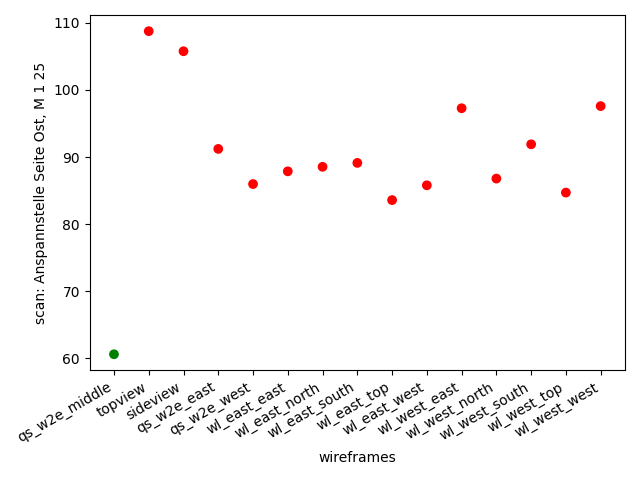 scan: Anspannstelle Seite Ost, M 1 25
110
100
90
80
70
60
qs_w2e_middle
topview
sideview
qs_w2e_east
qs_w2e_west
wl_east_east
wl_east_north
wl_east_south
wl_east_top
wl_east_west
wl_west_east
wl_west_north
wl_west_south
wl_west_top
wl_west_west
wireframes